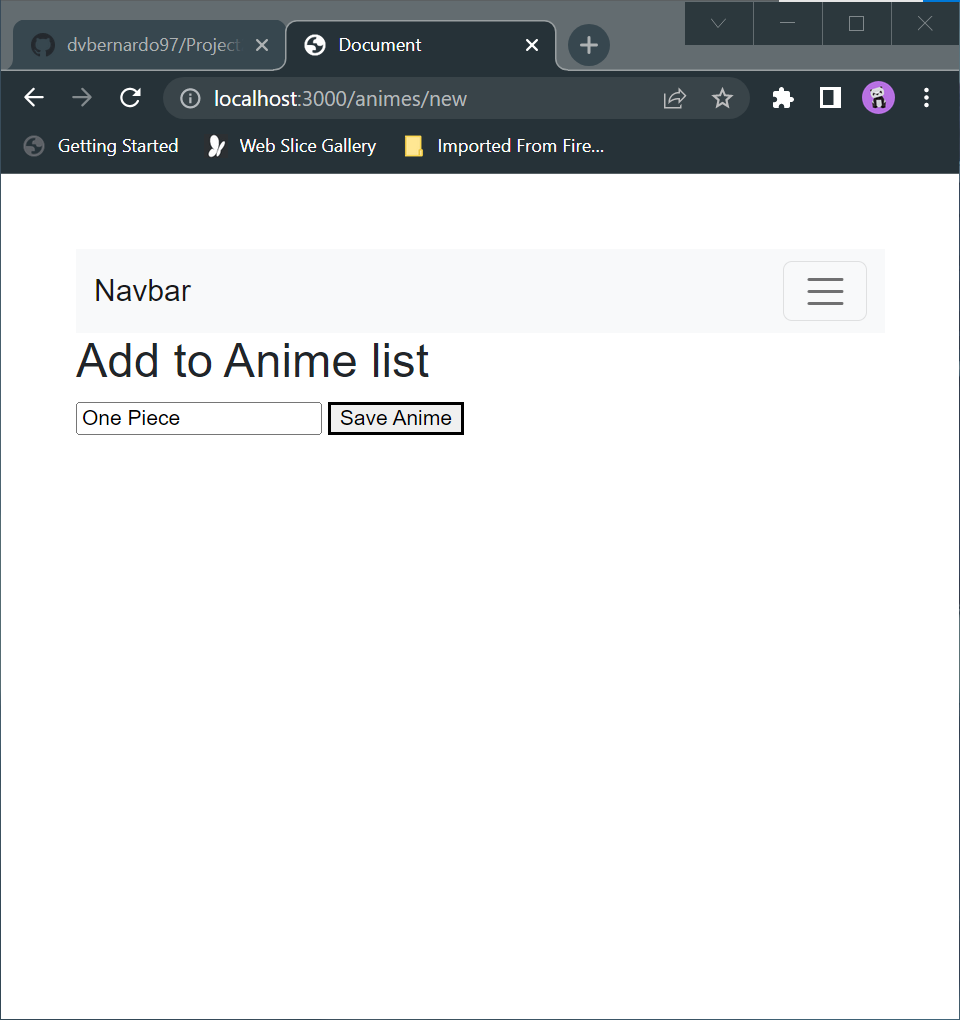 dvbernardo97/Project
Document
localhost:3000/animes/new
Getting Started
Web Slice Gallery
Imported From Fire...
Navbar
Add to Anime list
One Piece Save Anime